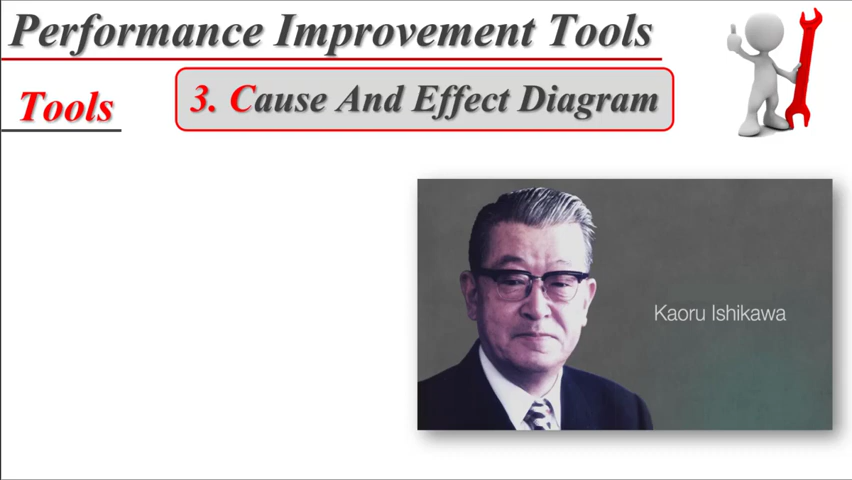 Performance Improvement Tools
Tools
3. Cause And Effect Diagram
Kaoru Ishikawa